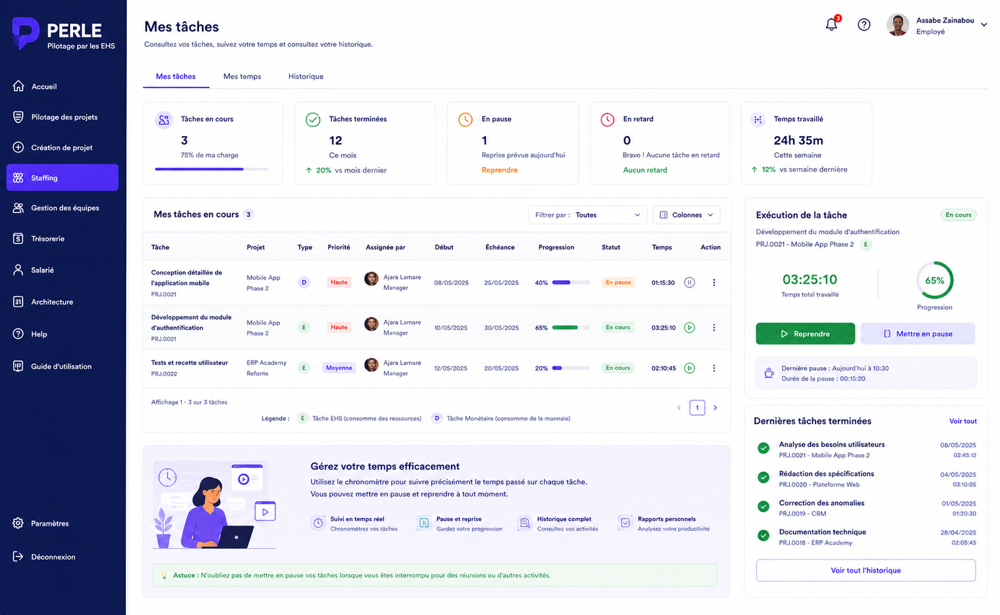 PERLE
Pilotage par les EHS
Accueil
Pilotage des projets
Création de projet
Staffing
Gestion des équipes
Trésorerie
Salarié
Architecture
Help
Guide d'utilisation
Paramètres
Déconnexion
Mes tâches
Consultez vos tâches, suivez votre temps et consultez votre historique.
3
Assabe Zainabou
Employé
Mes tâches
Mes temps
Historique
Tâches en cours
3
75% de ma charge
Tâches terminées
12
Ce mois
↑ 20% vs mois dernier
En pause
1
Reprise prévue aujourd'hui
Reprendre
En retard
0
Bravo ! Aucune tâche en retard
Aucun retard
Temps travaillé
24h 35m
Cette semaine
↑ 12% vs semaine dernière
Mes tâches en cours 3
Filtrer par : Toutes
Colonnes
Tâche Projet Type Priorité Assignée par Début Échéance Progression Statut Temps Action
Conception détaillée de
l'application mobile
PRJ.0021
Mobile App
Phase 2
D
Haute
Ajara Lamare
Manager
08/05/2025
25/05/2025
40%
En pause
01:15:30
Développement du module
d'authentification
PRJ.0021
Mobile App
Phase 2
E
Haute
Ajara Lamare
Manager
10/05/2025
30/05/2025
65%
En cours
03:25:10
Tests et recette utilisateur
PRJ.0022
ERP Academy
Refonte
E
Moyenne
Ajara Lamare
Manager
12/05/2025
20/05/2025
20%
En cours
02:10:45
Affichage 1 - 3 sur 3 tâches
1
Légende : E Tâche EHS (consomme des ressources) D Tâche Monétaire (consomme de la monnaie)
Gérez votre temps efficacement
Utilisez le chronomètre pour suivre précisément le temps passé sur chaque tâche.
Vous pouvez mettre en pause et reprendre à tout moment.
Suivi en temps réel
Chronométrez vos tâches
Pause et reprise
Gardez votre progression
Historique complet
Consultez vos activités
Rapports personnels
Analysez votre productivité
Astuce : N'oubliez pas de mettre en pause vos tâches lorsque vous êtes interrompu pour des réunions ou d'autres activités.
Exécution de la tâche
En cours
Développement du module d'authentification
PRJ.0021 - Mobile App Phase 2 E
03:25:10
Temps total travaillé
65%
Progression
Reprendre
Mettre en pause
Dernière pause : Aujourd'hui à 10:30
Durée de la pause : 00:15:20
Dernières tâches terminées
Voir tout
Analyse des besoins utilisateurs
08/05/2025
PRJ.0021 - Mobile App Phase 2
02:45:12
Rédaction des spécifications
04/05/2025
PRJ.0020 - Plateforme Web
03:10:05
Correction des anomalies
01/05/2025
PRJ.0019 - CRM
01:20:30
Documentation technique
28/04/2025
PRJ.0018 - ERP Academy
02:05:45
Voir tout l'historique